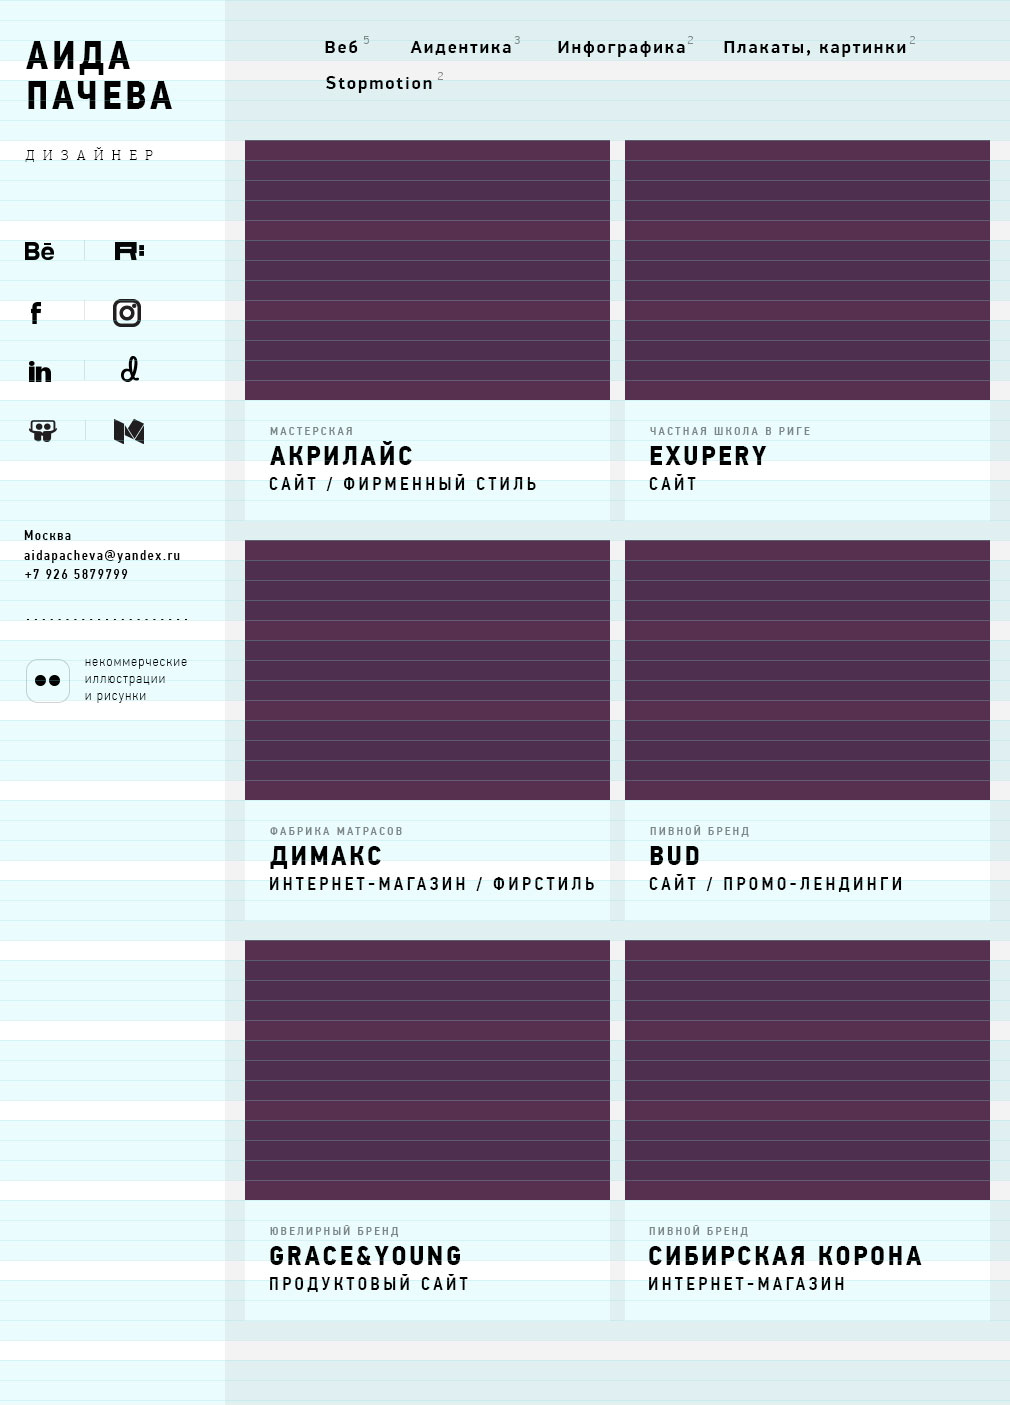 АИДА
ПАЧЕВА
ДИЗАЙНЕР
Bē
R:
f
in
d
Москва
aidapacheva@yandex.ru
+7 926 5879799
некоммерческие
иллюстрации
и рисунки
Веб 5 Аидентика 3 Инфографика 2 Плакаты, картинки 2
Stopmotion 2
МАСТЕРСКАЯ
АКРИЛАЙС
САЙТ / ФИРМЕННЫЙ СТИЛЬ
ЧАСТНАЯ ШКОЛА В РИГЕ
EXUPERY
САЙТ
ФАБРИКА МАТРАСОВ
ДИМАКС
ИНТЕРНЕТ-МАГАЗИН / ФИРСТИЛЬ
ПИВНОЙ БРЕНД
BUD
САЙТ / ПРОМО-ЛЕНДИНГИ
ЮВЕЛИРНЫЙ БРЕНД
GRACE&YOUNG
ПРОДУКТОВЫЙ САЙТ
ПИВНОЙ БРЕНД
СИБИРСКАЯ КОРОНА
ИНТЕРНЕТ-МАГАЗИН